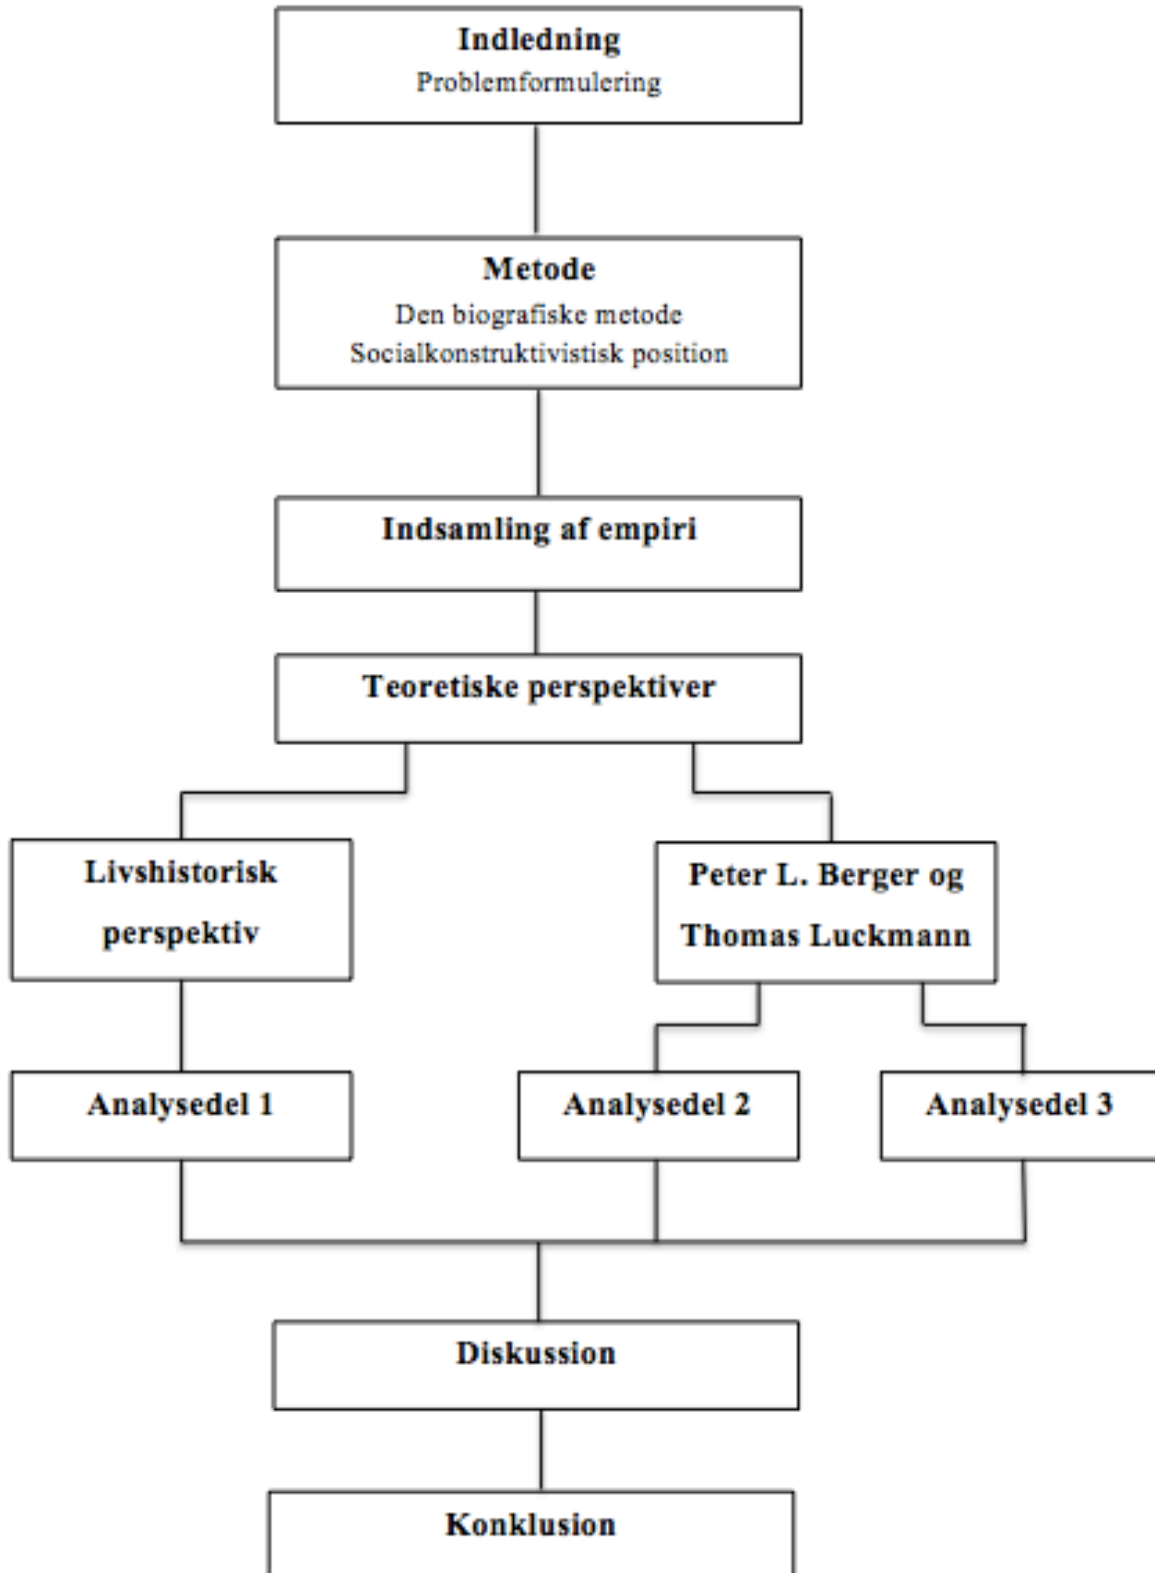 Indledning
Problemformulering
Metode
Den biografiske metode
Socialkonstruktivistisk position
Indsamling af empiri
Teoretiske perspektiver
Livshistorisk
perspektiv
Peter L. Berger og
Thomas Luckmann
Analysedel 1
Analysedel 2
Analysedel 3
Diskussion
Konklusion